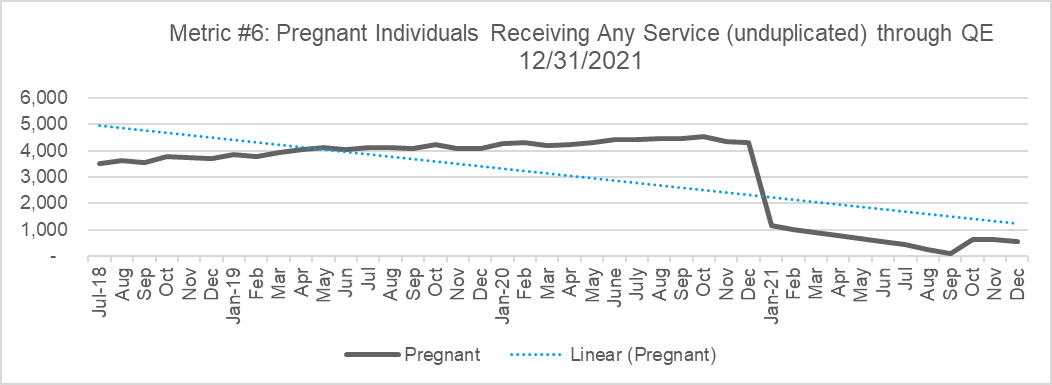 Metric #6: Pregnant Individuals Receiving Any Service (unduplicated) through QE
12/31/2021
6,000
5,000
4,000
3,000
2,000
1,000
-
Jul-18
Aug
Sep
Oct
Nov
Dec
Jan-19
Feb
Mar
Apr
May
Jun
Jul
Aug
Sep
Oct
Nov
Dec
Jan-20
Feb
Mar
Apr
May
June
July
Aug
Sep
Oct
Nov
Dec
Jan-21
Feb
Mar
Apr
May
Jun
Jul
Aug
Sep
Oct
Nov
Dec
Pregnant
Linear (Pregnant)